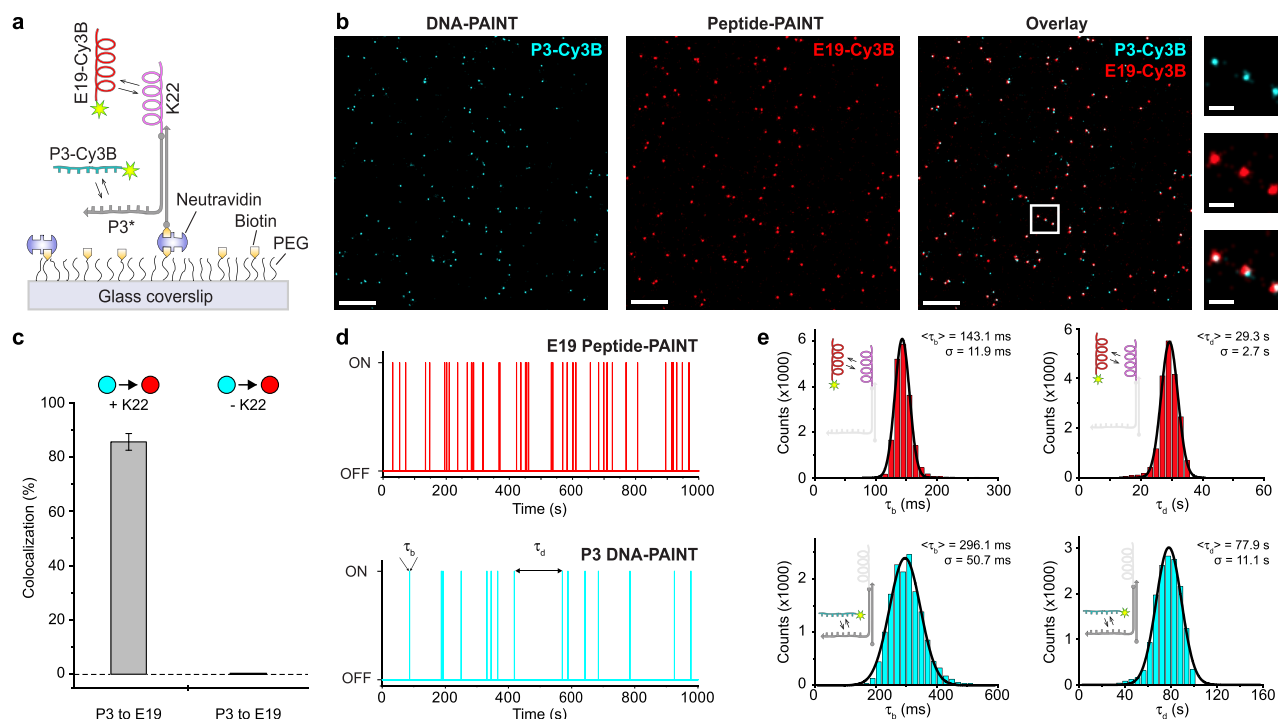 a
E19-Cy3B
K22
P3-Cy3B
P3*
Neutravidin
Biotin
PEG
Glass coverslip
b
DNA-PAINT
Peptide-PAINT
Overlay
P3-Cy3B
E19-Cy3B
P3-Cy3B
E19-Cy3B
c
+ K22
- K22
Colocalization (%)
100
80
60
40
20
0
P3 to E19
P3 to E19
d
E19 Peptide-PAINT
ON
OFF
0
200
400
600
800
1000
Time (s)
P3 DNA-PAINT
τb
τd
ON
OFF
0
200
400
600
800
1000
Time (s)
e
<τb> = 143.1 ms
σ = 11.9 ms
Counts (x1000)
6
4
2
0
0
100
200
300
τb (ms)
<τd> = 29.3 s
σ = 2.7 s
Counts (x1000)
6
4
2
0
0
20
40
60
τd (s)
<τb> = 296.1 ms
σ = 50.7 ms
Counts (x1000)
2
1
0
0
200
400
600
τb (ms)
<τd> = 77.9 s
σ = 11.1 s
Counts (x1000)
3
2
1
0
0
40
80
120
160
τd (s)